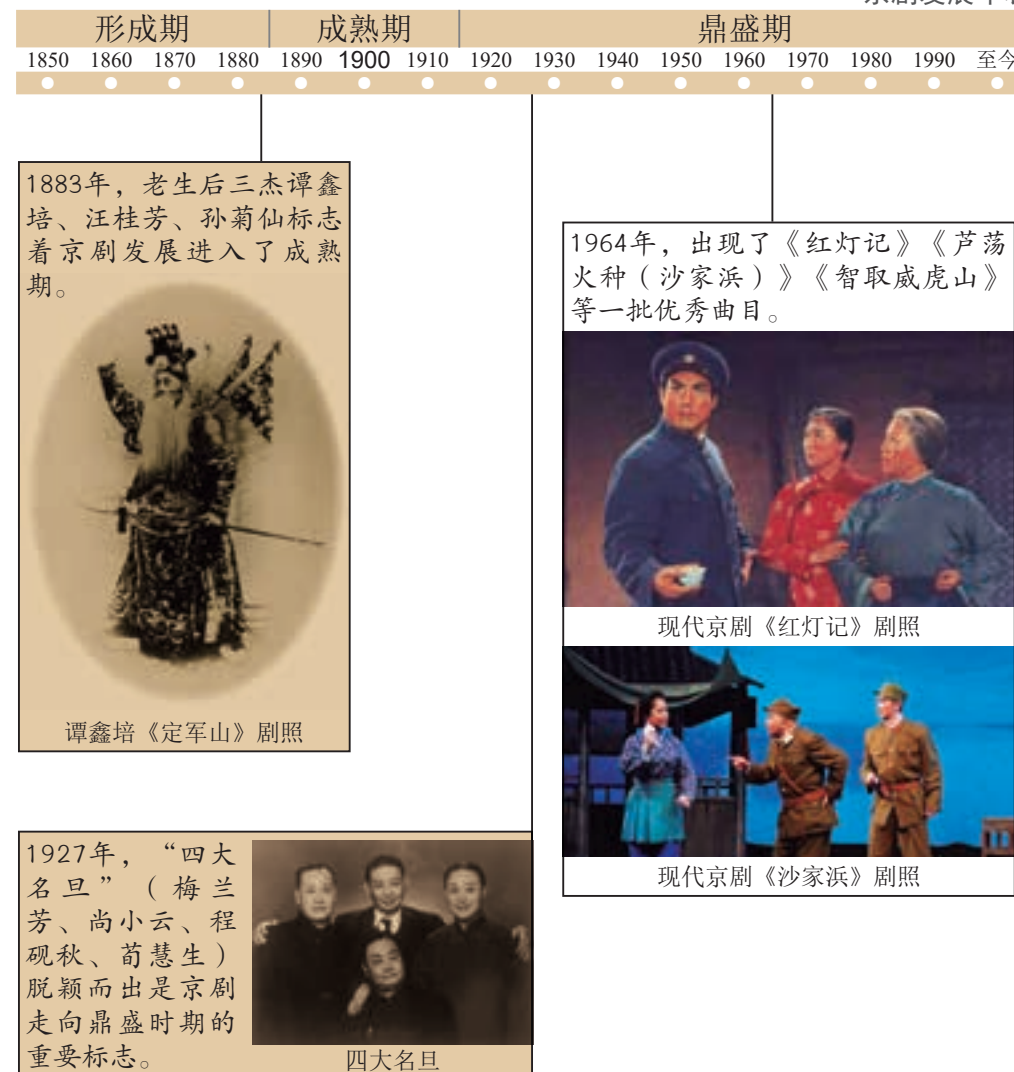 形成期 成熟期 鼎盛期
1850 1860 1870 1880 1890 1900 1910 1920 1930 1940 1950 1960 1970 1980 1990 至今
1883年，老生后三杰谭鑫
培、汪桂芳、孙菊仙标志
着京剧发展进入了成熟
期。
谭鑫培《定军山》剧照
1964年，出现了《红灯记》《芦荡
火种（沙家浜）》《智取威虎山》
等一批优秀曲目。
现代京剧《红灯记》剧照
现代京剧《沙家浜》剧照
1927年，“四大
名旦”（梅兰
芳、尚小云、程
砚秋、荀慧生）
脱颖而出是京剧
走向鼎盛时期的
重要标志。
四大名旦